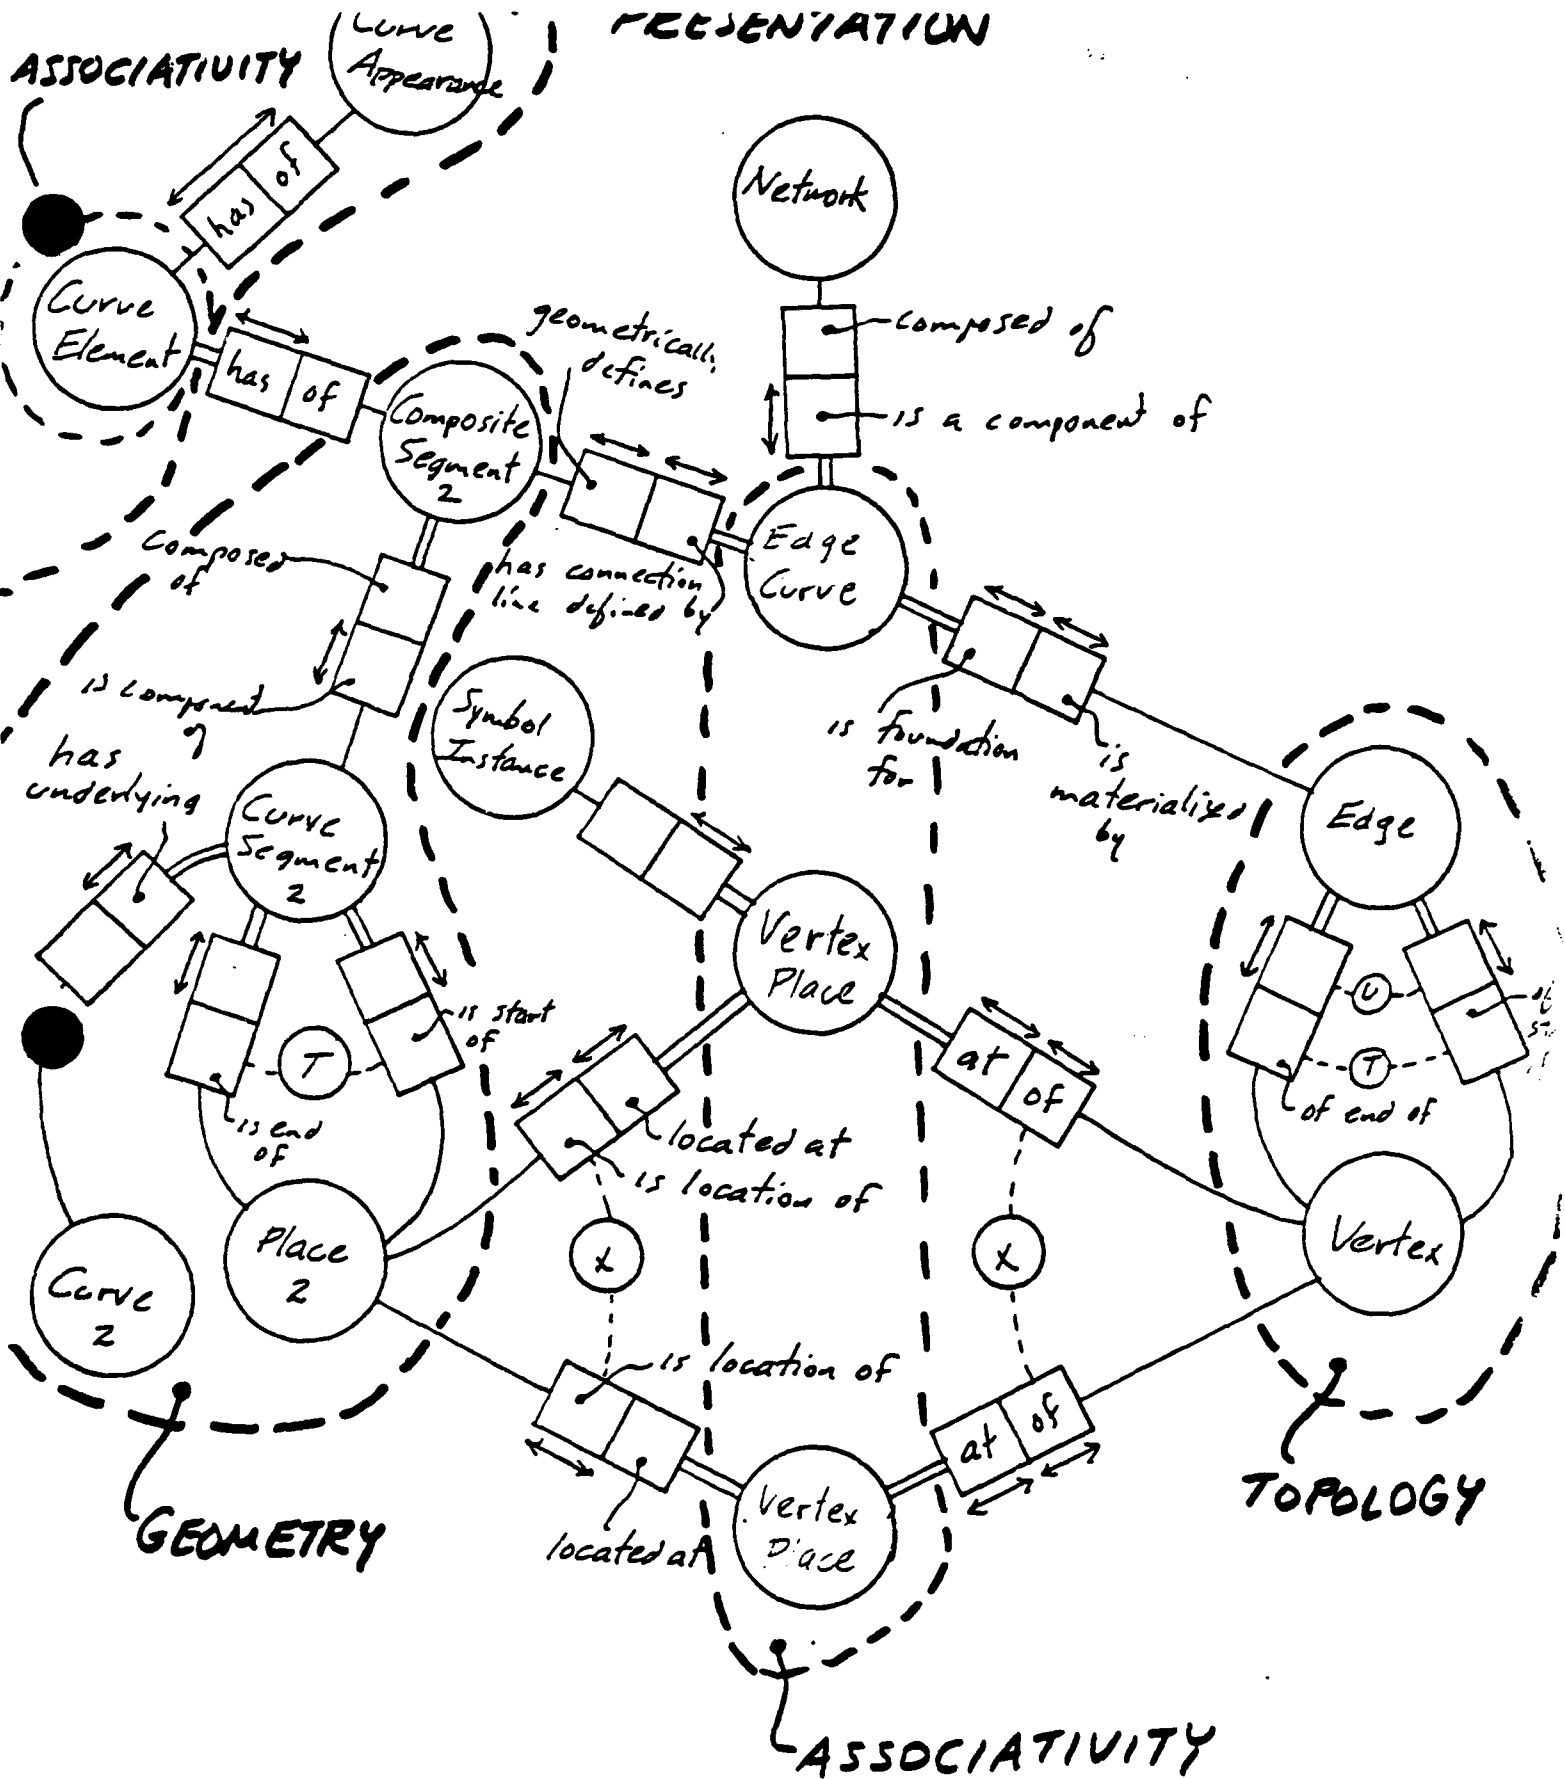 PRESENTATION
ASSOCIATIVITY
Curve
Appearance
has
of
Network
Curve
Element
has
of
geometrically
defines
composed of
is a component of
Composite
Segment
2
Edge
Curve
composed
of
has connection
line defined by
is component
of
has
underlying
Symbol
Instance
is foundation
for
is
materialized
by
Edge
Curve
Segment
2
Vertex
Place
U
T
is start
of
is end
of
T
of end of
at
of
located at
is location of
Place
2
Curve
2
X
X
Vertex
is location of
at
of
located at
Vertex
Place
GEOMETRY
TOPOLOGY
ASSOCIATIVITY